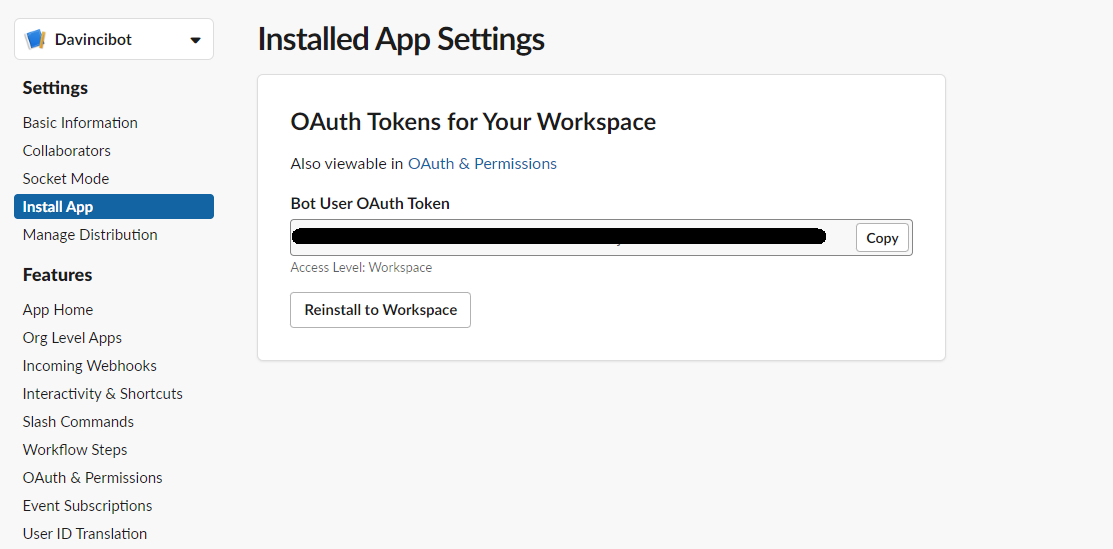 Davincibot
Settings
Basic Information
Collaborators
Socket Mode
Install App
Manage Distribution
Features
App Home
Org Level Apps
Incoming Webhooks
Interactivity & Shortcuts
Slash Commands
Workflow Steps
OAuth & Permissions
Event Subscriptions
User ID Translation
Installed App Settings
OAuth Tokens for Your Workspace
Also viewable in OAuth & Permissions
Bot User OAuth Token
Copy
Access Level: Workspace
Reinstall to Workspace